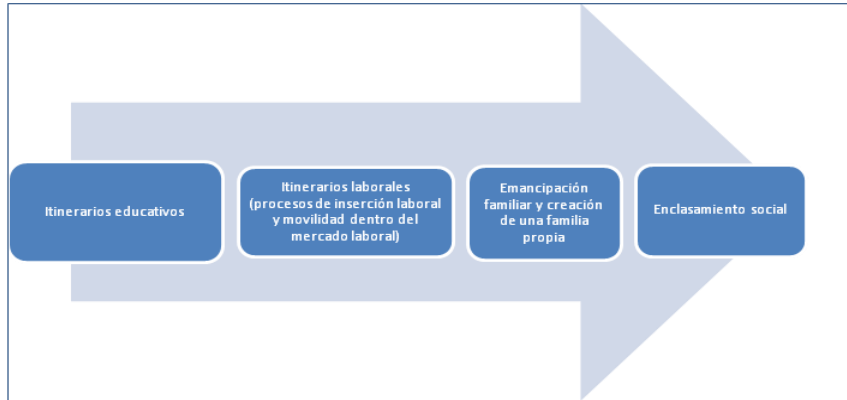 Itinerarios educativos
Itinerarios laborales
(procesos de inserción laboral
y movilidad dentro del
mercado laboral)
Emancipación
familiar y creación
de una familia
propia
Enclasamiento social